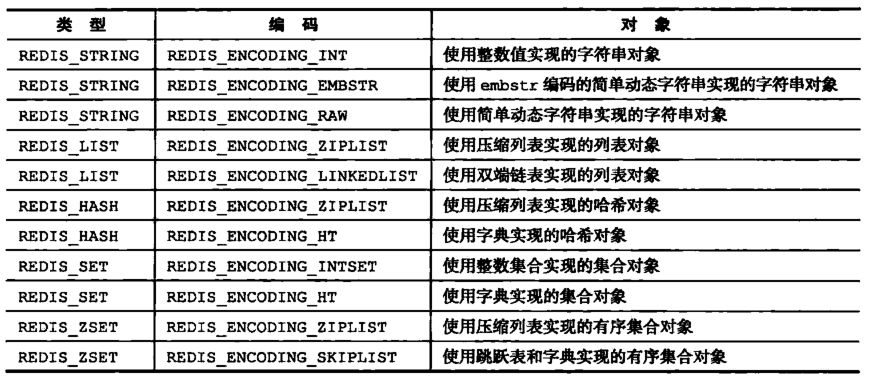 类 型 编 码 对 象
REDIS_STRING REDIS_ENCODING_INT 使用整数值实现的字符串对象
REDIS_STRING REDIS_ENCODING_EMBSTR 使用 embstr 编码的简单动态字符串实现的字符串对象
REDIS_STRING REDIS_ENCODING_RAW 使用简单动态字符串实现的字符串对象
REDIS_LIST REDIS_ENCODING_ZIPLIST 使用压缩列表实现的列表对象
REDIS_LIST REDIS_ENCODING_LINKEDLIST 使用双端链表实现的列表对象
REDIS_HASH REDIS_ENCODING_ZIPLIST 使用压缩列表实现的哈希对象
REDIS_HASH REDIS_ENCODING_HT 使用字典实现的哈希对象
REDIS_SET REDIS_ENCODING_INTSET 使用整数集合实现的集合对象
REDIS_SET REDIS_ENCODING_HT 使用字典实现的集合对象
REDIS_ZSET REDIS_ENCODING_ZIPLIST 使用压缩列表实现的有序集合对象
REDIS_ZSET REDIS_ENCODING_SKIPLIST 使用跳跃表和字典实现的有序集合对象